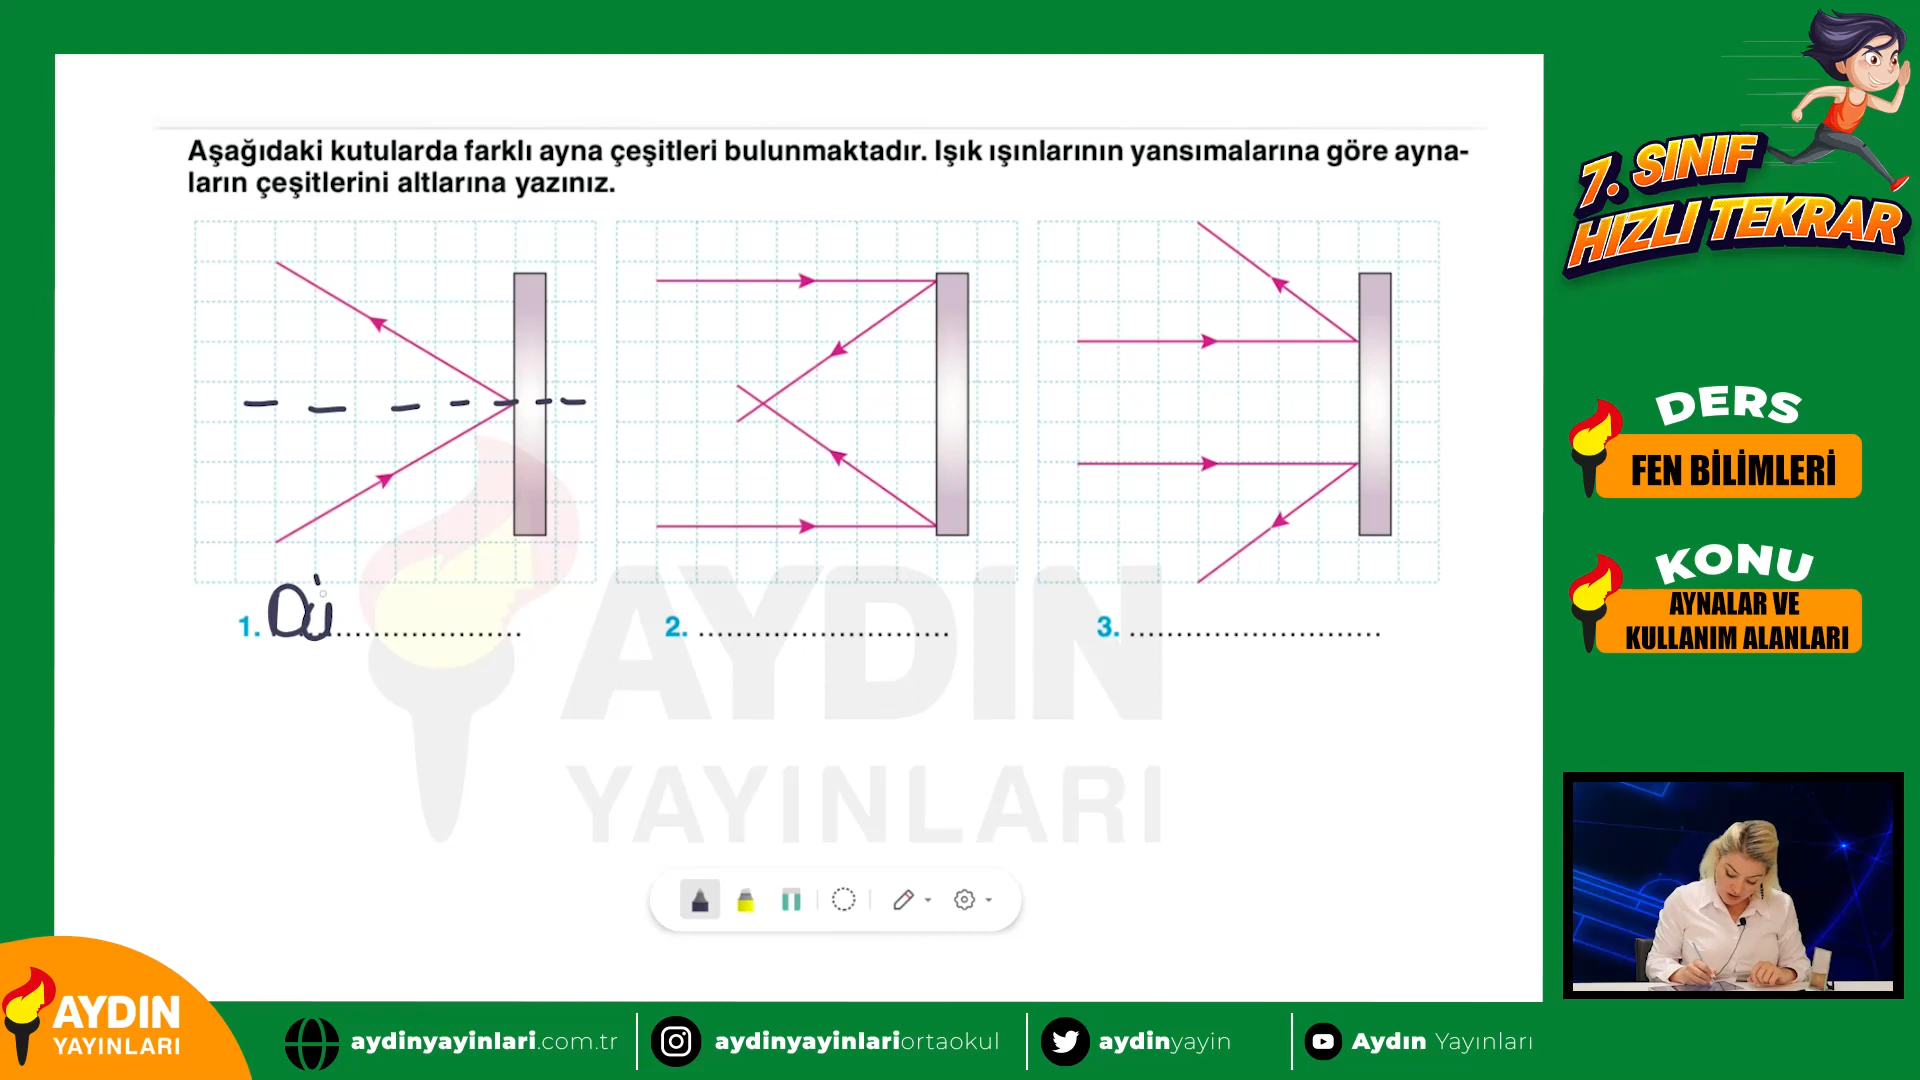 Aşağıdaki kutularda farklı ayna çeşitleri bulunmaktadır. Işık ışınlarının yansımalarına göre ayna-
ların çeşitlerini altlarına yazınız.
1. Dü
2. ...........................
3. ...........................
AYDIN
YAYINLARI
7. SINIF
HIZLI TEKRAR
DERS
FEN BİLİMLERİ
KONU
AYNALAR VE
KULLANIM ALANLARI
AYDIN
YAYINLARI
aydinyayinlari.com.tr
aydinyayinlariortaokul
aydinyayin
Aydın Yayınları